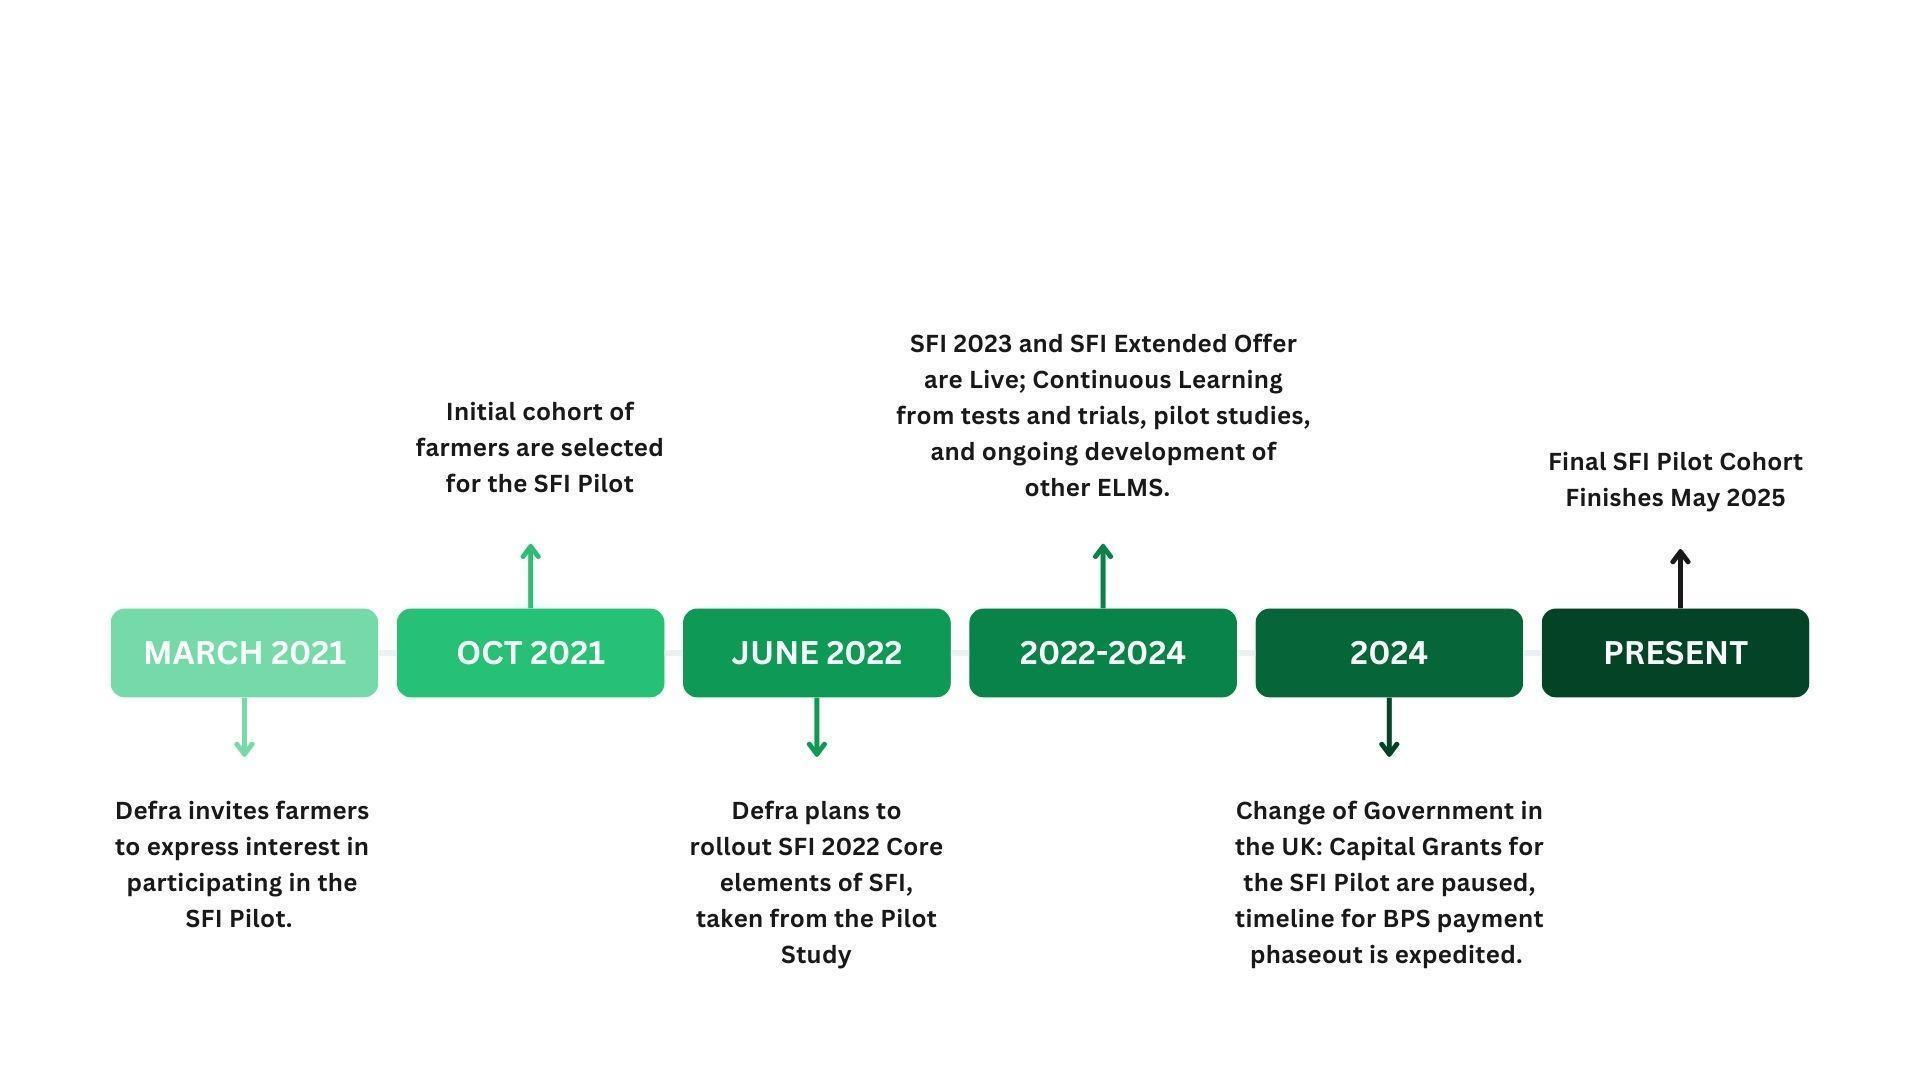 SFI 2023 and SFI Extended Offer
are Live; Continuous Learning
from tests and trials, pilot studies,
and ongoing development of
other ELMS.
Initial cohort of
farmers are selected
for the SFI Pilot
Final SFI Pilot Cohort
Finishes May 2025
MARCH 2021
OCT 2021
JUNE 2022
2022-2024
2024
PRESENT
Defra invites farmers
to express interest in
participating in the
SFI Pilot.
Defra plans to
rollout SFI 2022 Core
elements of SFI,
taken from the Pilot
Study
Change of Government in
the UK: Capital Grants for
the SFI Pilot are paused,
timeline for BPS payment
phaseout is expedited.